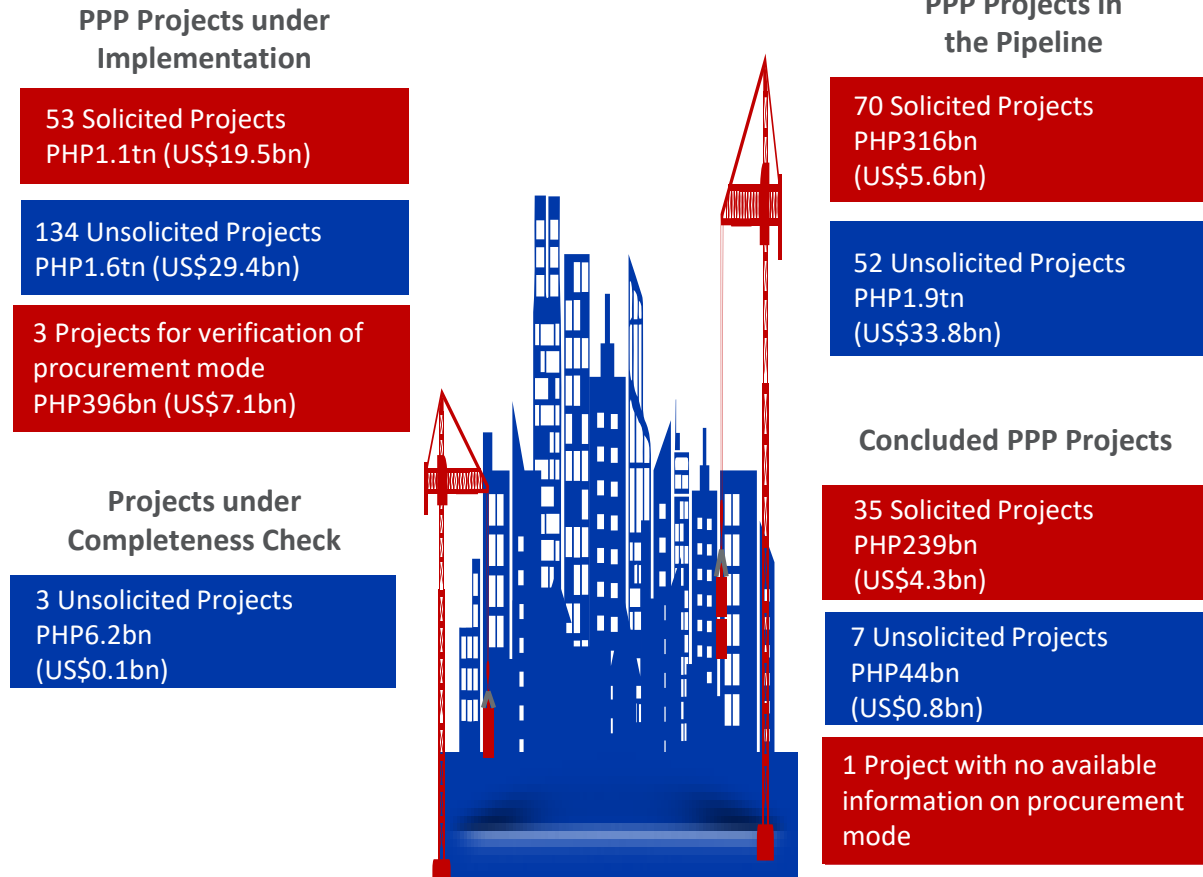 PPP Projects under
Implementation
53 Solicited Projects
PHP1.1tn (US$19.5bn)
134 Unsolicited Projects
PHP1.6tn (US$29.4bn)
3 Projects for verification of
procurement mode
PHP396bn (US$7.1bn)
Projects under
Completeness Check
3 Unsolicited Projects
PHP6.2bn
(US$0.1bn)
PPP Projects in
the Pipeline
70 Solicited Projects
PHP316bn
(US$5.6bn)
52 Unsolicited Projects
PHP1.9tn
(US$33.8bn)
Concluded PPP Projects
35 Solicited Projects
PHP239bn
(US$4.3bn)
7 Unsolicited Projects
PHP44bn
(US$0.8bn)
1 Project with no available
information on procurement
mode